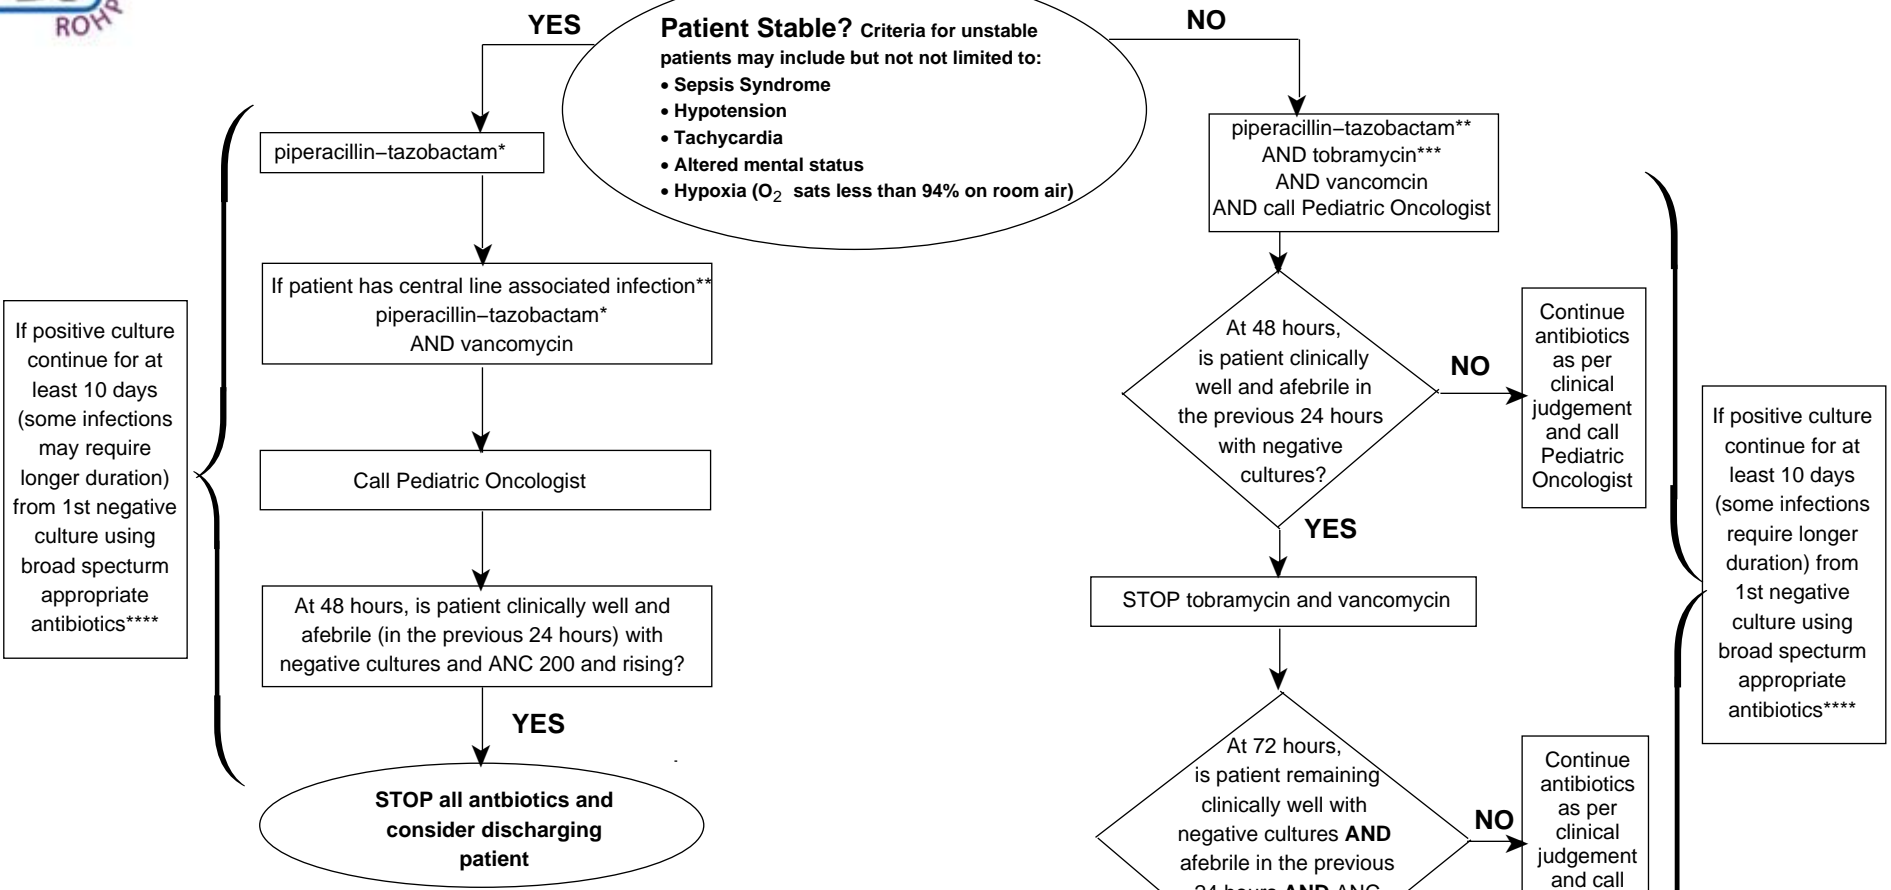 ROHP
YES
Patient Stable? Criteria for unstable
patients may include but not not limited to:
• Sepsis Syndrome
• Hypotension
• Tachycardia
• Altered mental status
• Hypoxia (O2 sats less than 94% on room air)
NO
piperacillin−tazobactam*
If patient has central line associated infection**
piperacillin−tazobactam*
AND vancomycin
Call Pediatric Oncologist
At 48 hours, is patient clinically well and
afebrile (in the previous 24 hours) with
negative cultures and ANC 200 and rising?
YES
STOP all antbiotics and
consider discharging
patient
If positive culture
continue for at
least 10 days
(some infections
may require
longer duration)
from 1st negative
culture using
broad specturm
appropriate
antibiotics****
piperacillin−tazobactam**
AND tobramycin***
AND vancomcin
AND call Pediatric Oncologist
At 48 hours,
is patient clinically
well and afebrile in
the previous 24 hours
with negative
cultures?
NO
Continue
antibiotics
as per
clinical
judgement
and call
Pediatric
Oncologist
YES
STOP tobramycin and vancomycin
At 72 hours,
is patient remaining
clinically well with
negative cultures AND
afebrile in the previous
24 hours AND ANC
NO
Continue
antibiotics
as per
clinical
judgement
and call
If positive culture
continue for at
least 10 days
(some infections
require longer
duration) from
1st negative
culture using
broad specturm
appropriate
antibiotics****